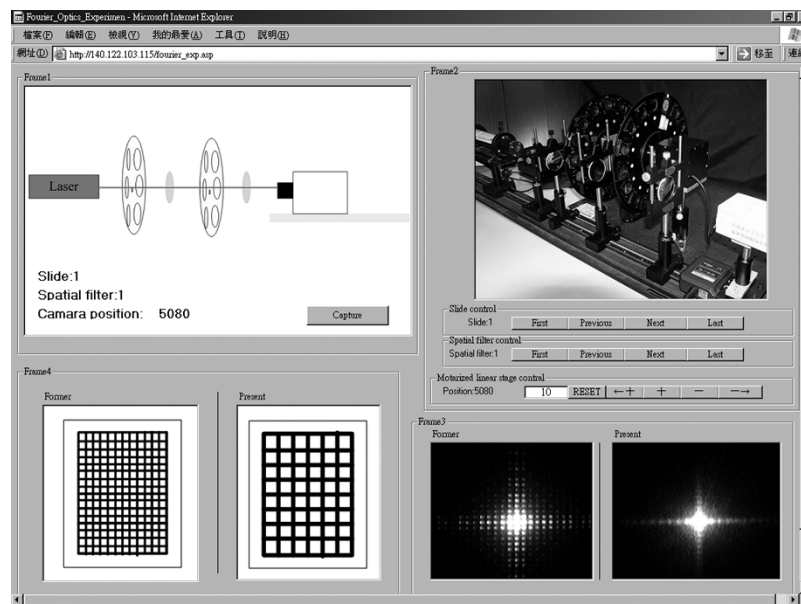 Fourier_Optics_Experimen - Microsoft Internet Explorer
檔案(F) 編輯(E) 檢視(V) 我的最愛(A) 工具(T) 說明(H)
網址(D) http://140.122.103.115/fourier_exp.asp 移至 連結
Frame1
Laser
Slide:1
Spatial filter:1
Camara position: 5080
Capture
Frame2
Slide control
Slide:1 First Previous Next Last
Spatial filter contral
Spatial filter:1 First Previous Next Last
Motarized linear stage control
Position:5080 10 RESET ←+ + − −→
Frame4
Former Present
Frame3
Former Present